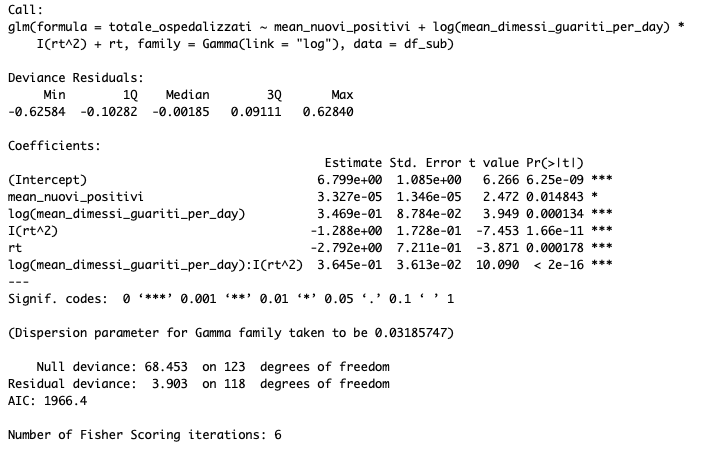 Call:
glm(formula = totale_ospedalizzati ~ mean_nuovi_positivi + log(mean_dimessi_guariti_per_day) *
    I(rt^2) + rt, family = Gamma(link = "log"), data = df_sub)

Deviance Residuals:
     Min       1Q   Median       3Q      Max
-0.62584  -0.10282  -0.00185  0.09111  0.62840

Coefficients:
                                       Estimate Std. Error t value Pr(>|t|)
(Intercept)                            6.799e+00  1.085e+00   6.266 6.25e-09 ***
mean_nuovi_positivi                    3.327e-05  1.346e-05   2.472 0.014843 *
log(mean_dimessi_guariti_per_day)      3.469e-01  8.784e-02   3.949 0.000134 ***
I(rt^2)                               -1.288e+00  1.728e-01  -7.453 1.66e-11 ***
rt                                    -2.792e+00  7.211e-01  -3.871 0.000178 ***
log(mean_dimessi_guariti_per_day):I(rt^2)  3.645e-01  3.613e-02  10.090  < 2e-16 ***
---
Signif. codes:  0 ‘***’ 0.001 ‘**’ 0.01 ‘*’ 0.05 ‘.’ 0.1 ‘ ’ 1

(Dispersion parameter for Gamma family taken to be 0.03185747)

    Null deviance: 68.453  on 123  degrees of freedom
Residual deviance:  3.903  on 118  degrees of freedom
AIC: 1966.4

Number of Fisher Scoring iterations: 6